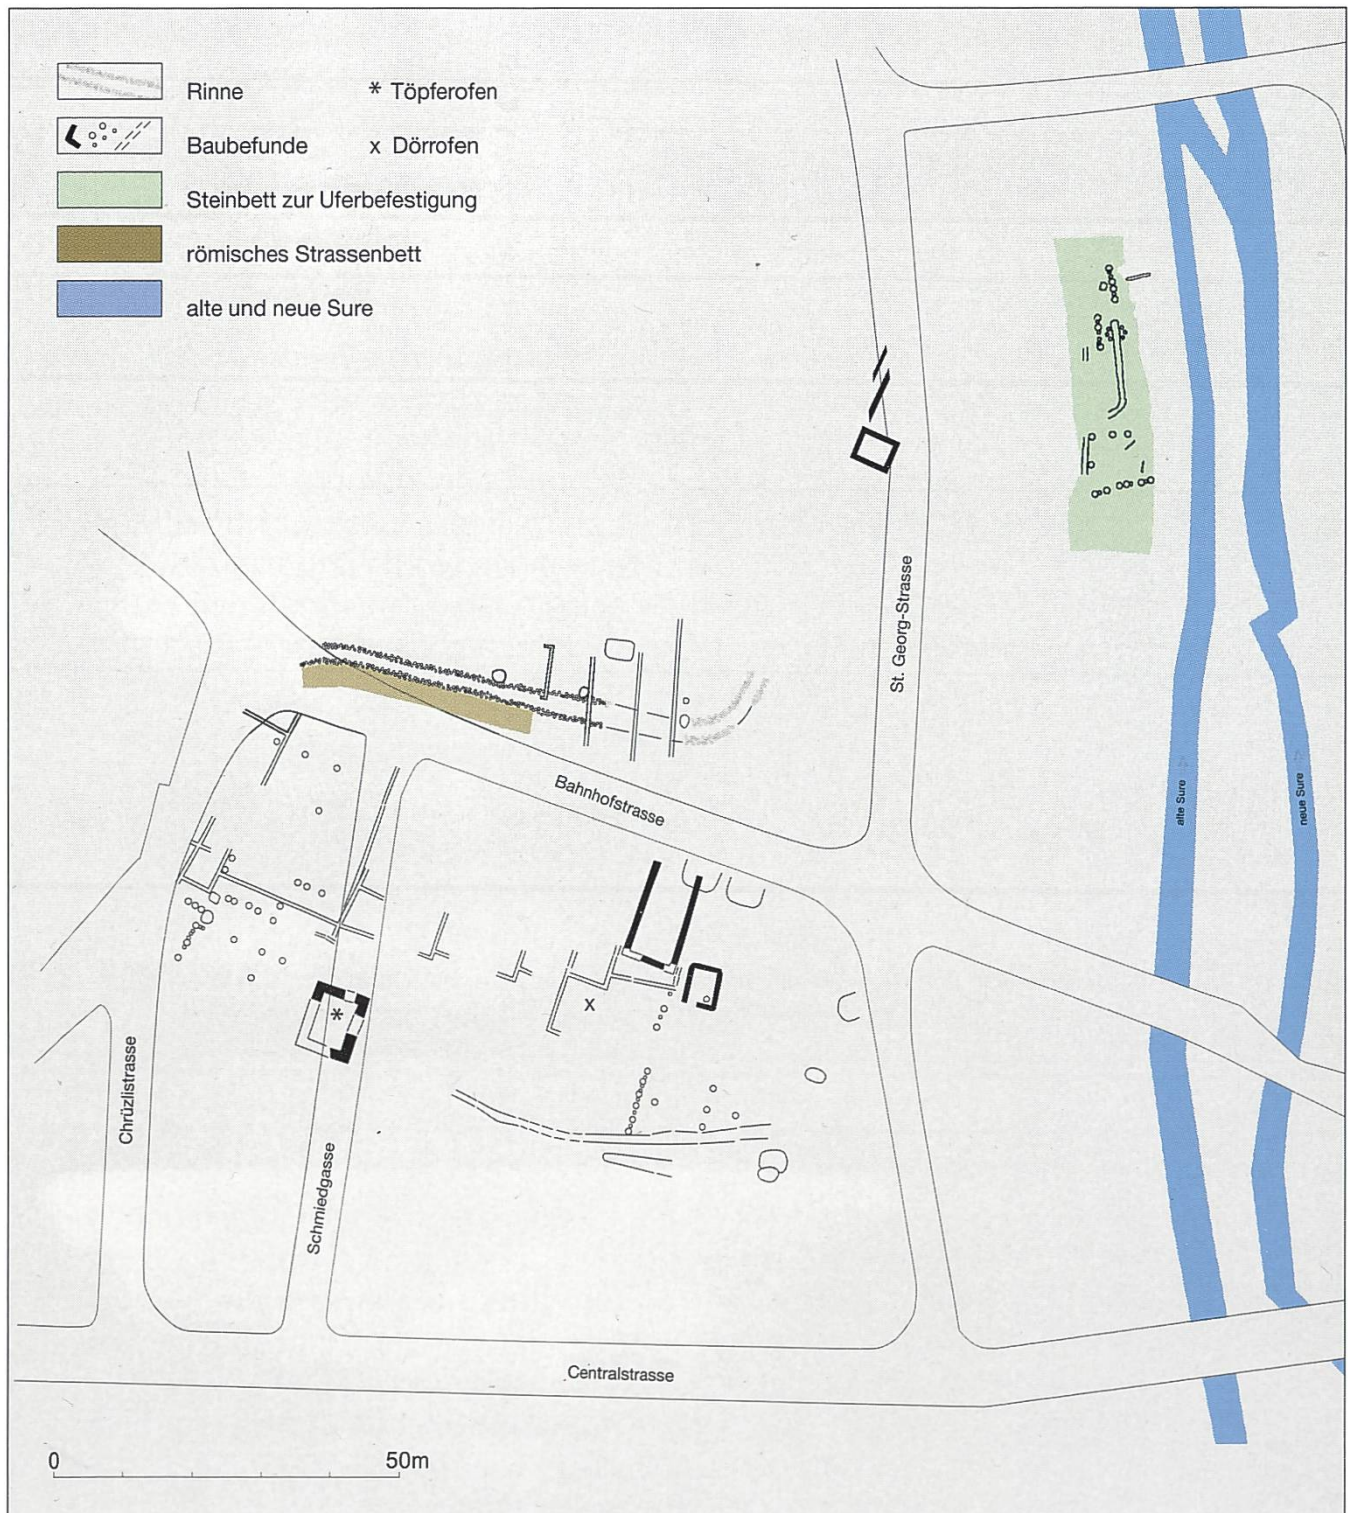 Rinne
* Töpferofen
Baubefunde
x Dörrofen
Steinbett zur Uferbefestigung
römisches Strassenbett
alte und neue Sure
St. Georg-Strasse
Bahnhofstrasse
alte Sure
neue Sure
x
*
Chrüzlistrasse
Schmiedgasse
Centralstrasse
0
50m